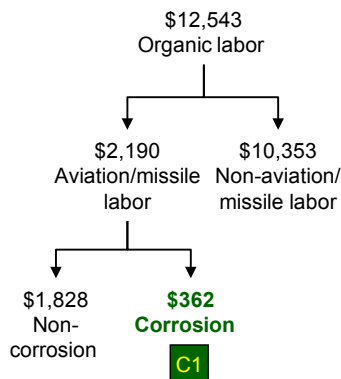 $12,543
Organic labor
$2,190
Aviation/missile
labor
$10,353
Non-aviation/
missile labor
$1,828
Non-
corrosion
$362
Corrosion
C1